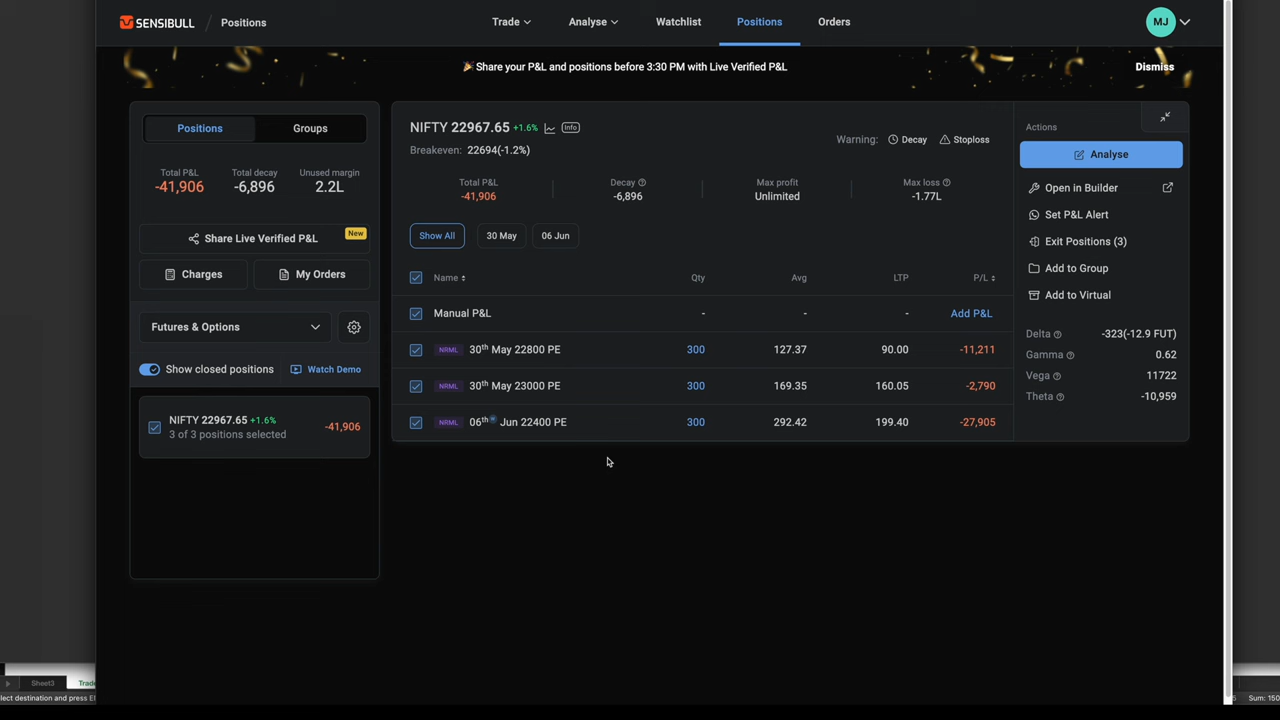 SENSIBULL / Positions
Trade
Analyse
Watchlist
Positions
Orders
MJ
🎉Share your P&L and positions before 3:30 PM with Live Verified P&L
Dismiss
Positions
Groups
Total P&L
-41,906
Total decay
-6,896
Unused margin
2.2L
Share Live Verified P&L
New
Charges
My Orders
Futures & Options
Show closed positions
Watch Demo
NIFTY 22967.65 +1.6%
3 of 3 positions selected
-41,906
NIFTY 22967.65 +1.6% Info
Breakeven: 22694(-1.2%)
Warning: Decay Stoploss
Total P&L
-41,906
Decay
-6,896
Max profit
Unlimited
Max loss
-1.77L
Show All
30 May
06 Jun
Name Qty Avg LTP P/L
Manual P&L - - - Add P&L
NRML 30th May 22800 PE 300 127.37 90.00 -11,211
NRML 30th May 23000 PE 300 169.35 160.05 -2,790
NRML 06th Jun 22400 PE 300 292.42 199.40 -27,905
Actions
Analyse
Open in Builder
Set P&L Alert
Exit Positions (3)
Add to Group
Add to Virtual
Delta -323(-12.9 FUT)
Gamma 0.62
Vega 11722
Theta -10,959
Sheet3
Trade
lect destination and press E
Sum: 150